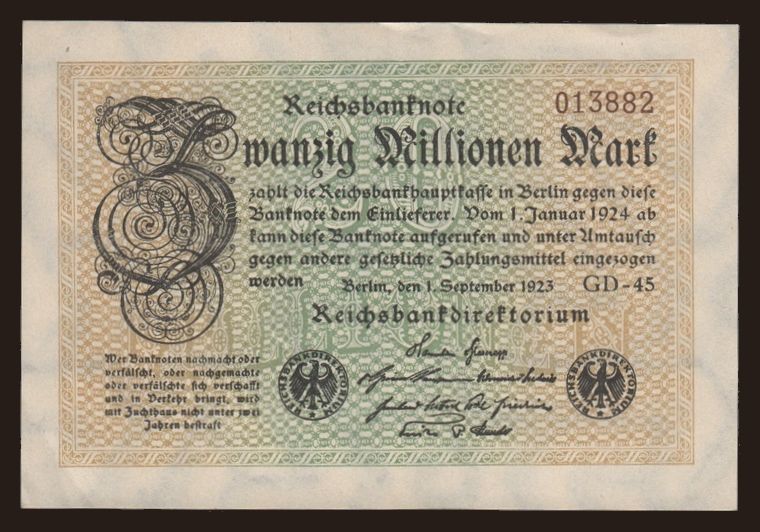 Reichsbanknote
013882
Zwanzig Millionen Mark
zahlt die Reichsbankhauptkasse in Berlin gegen diese
Banknote dem Einlieferer. Vom 1. Januar 1924 ab
kann diese Banknote aufgerufen und unter Umtausch
gegen andere gesetzliche Zahlungsmittel eingezogen
werden
Berlin, den 1. September 1923 GD-45
Reichsbankdirektorium
Wer Banknoten nachmacht oder
verfälscht, oder nachgemachte
oder verfälschte sich verschafft
und in Verkehr bringt, wird
mit Zuchthaus nicht unter zwei
Jahren bestraft
REICHSBANKDIREKTORIUM
REICHSBANKDIREKTORIUM